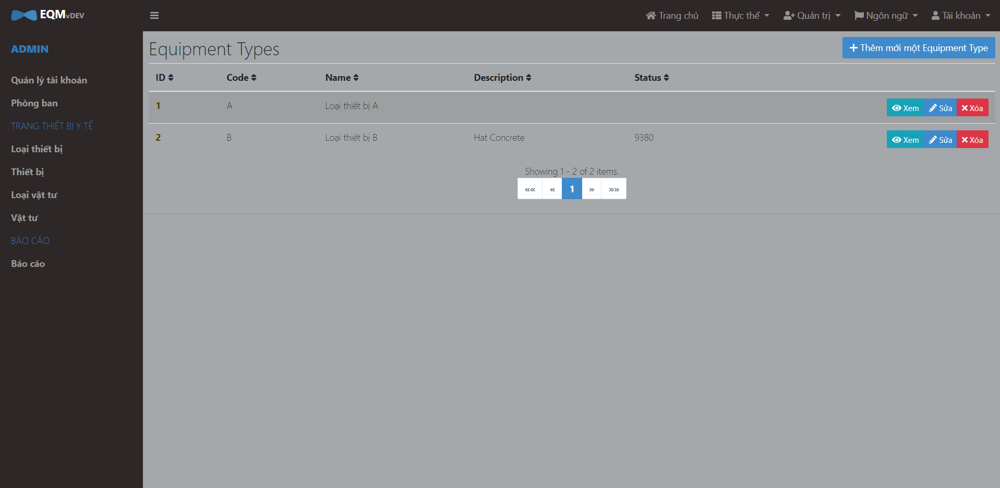 EQMvDEV
Trang chủ
Thực thể
Quản trị
Ngôn ngữ
Tài khoản
ADMIN
Quản lý tài khoản
Phòng ban
TRANG THIẾT BỊ Y TẾ
Loại thiết bị
Thiết bị
Loại vật tư
Vật tư
BÁO CÁO
Báo cáo
Equipment Types
Thêm mới một Equipment Type
ID Code Name Description Status
1 A Loại thiết bị A Xem Sửa Xóa
2 B Loại thiết bị B Hat Concrete 9380 Xem Sửa Xóa
Showing 1 - 2 of 2 items.
«« « 1 » »»